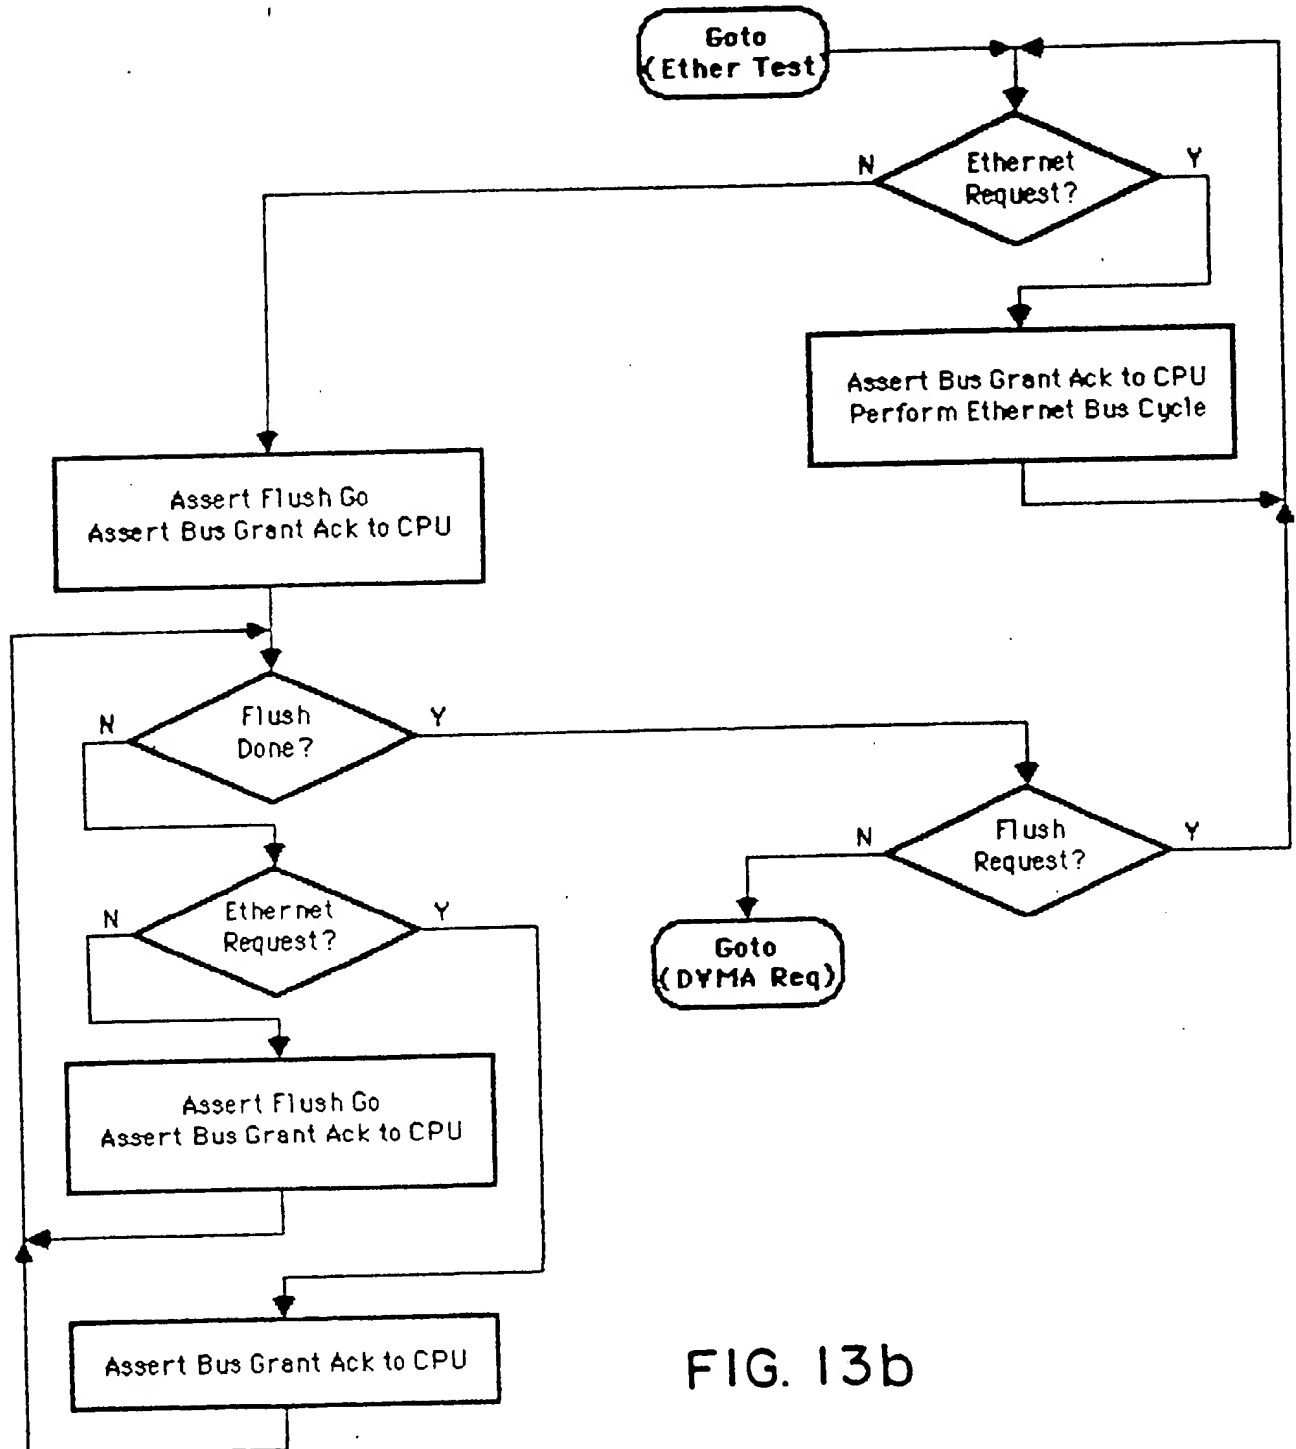 Goto
(Ether Test
N
Ethernet
Request?
Y
Assert Bus Grant Ack to CPU
Perform Ethernet Bus Cycle
Assert Flush Go
Assert Bus Grant Ack to CPU
N
Flush
Done?
Y
N
Flush
Request?
Y
N
Ethernet
Request?
Y
Goto
(DVMA Req)
Assert Flush Go
Assert Bus Grant Ack to CPU
Assert Bus Grant Ack to CPU
FIG. 13b